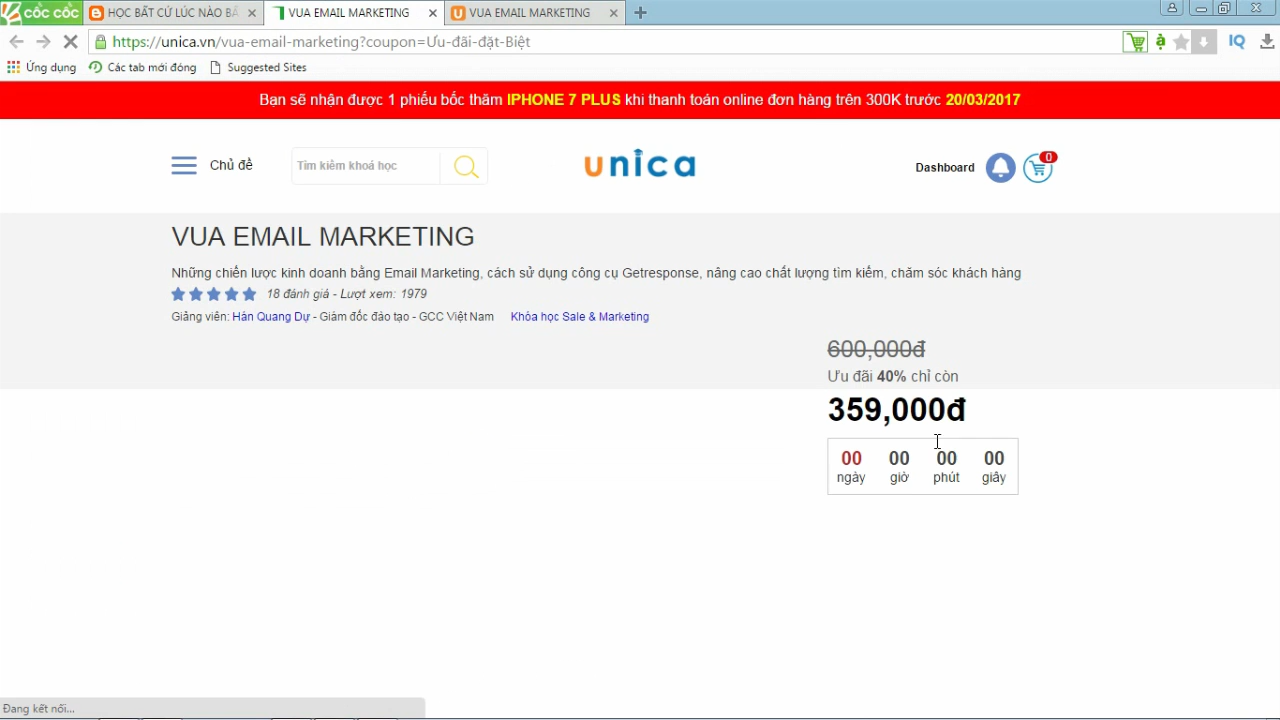 CỐC CỐC
HỌC BẤT CỨ LÚC NÀO BẤ
VUA EMAIL MARKETING
VUA EMAIL MARKETING
https://unica.vn/vua-email-marketing?coupon=Ưu-đãi-đặt-Biệt
Ứng dụng
Các tab mới đóng
Suggested Sites
Bạn sẽ nhận được 1 phiếu bốc thăm IPHONE 7 PLUS khi thanh toán online đơn hàng trên 300K trước 20/03/2017
Chủ đề
Tìm kiếm khoá học
unica
Dashboard
0
VUA EMAIL MARKETING
Những chiến lược kinh doanh bằng Email Marketing, cách sử dụng công cụ Getresponse, nâng cao chất lượng tìm kiếm, chăm sóc khách hàng
18 đánh giá - Lượt xem: 1979
Giảng viên: Hán Quang Dự - Giám đốc đào tạo - GCC Việt Nam Khóa học Sale & Marketing
600,000đ
Ưu đãi 40% chỉ còn
359,000đ
00 00 00 00
ngày giờ phút giây
Đang kết nối...